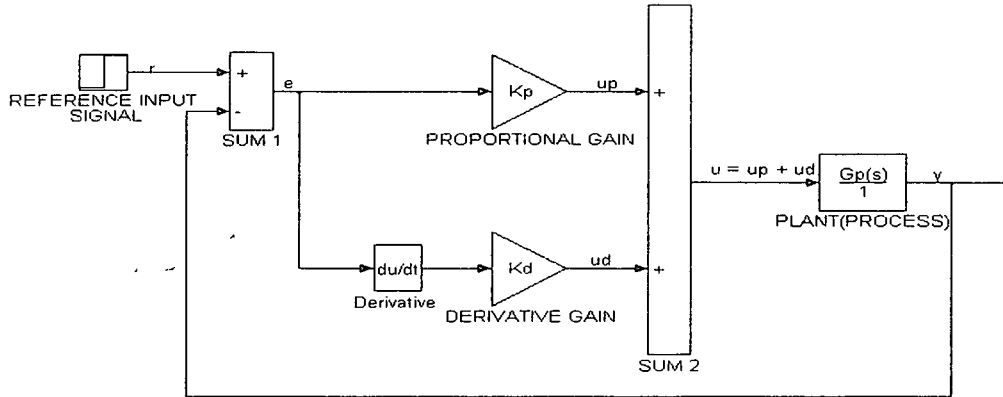 r
+
-
REFERENCE INPUT
SIGNAL
SUM 1
e
Kp
up
PROPORTIONAL GAIN
+
du/dt
Derivative
Kd
ud
DERIVATIVE GAIN
+
SUM 2
u = up + ud
Gp(s)
1
y
PLANT(PROCESS)